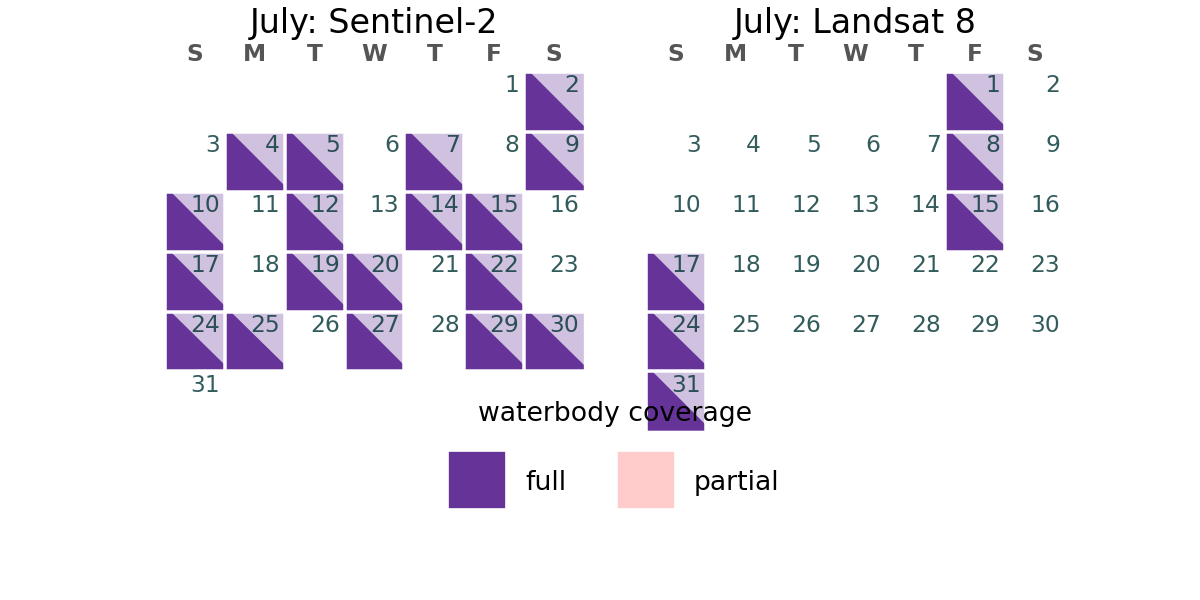 July: Sentinel-2
S M T W T F S
1 2
3 4 5 6 7 8 9
10 11 12 13 14 15 16
17 18 19 20 21 22 23
24 25 26 27 28 29 30
31
July: Landsat 8
S M T W T F S
1 2
3 4 5 6 7 8 9
10 11 12 13 14 15 16
17 18 19 20 21 22 23
24 25 26 27 28 29 30
31
waterbody coverage
full partial